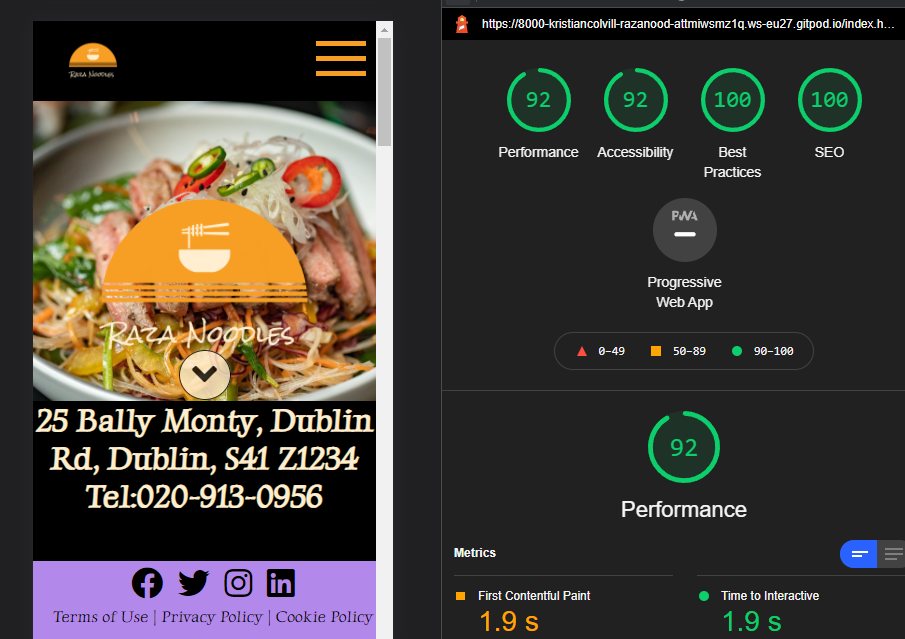 RAZA NOODLES
RAZA NOODLES
25 Bally Monty, Dublin
Rd, Dublin, S41 Z1234
Tel:020-913-0956
Terms of Use | Privacy Policy | Cookie Policy
https://8000-kristiancolvill-razanood-attmiwsmz1q.ws-eu27.gitpod.io/index.h...
92
92
100
100
Performance
Accessibility
Best
Practices
SEO
PWA
Progressive
Web App
0–49
50–89
90–100
92
Performance
Metrics
First Contentful Paint
1.9 s
Time to Interactive
1.9 s